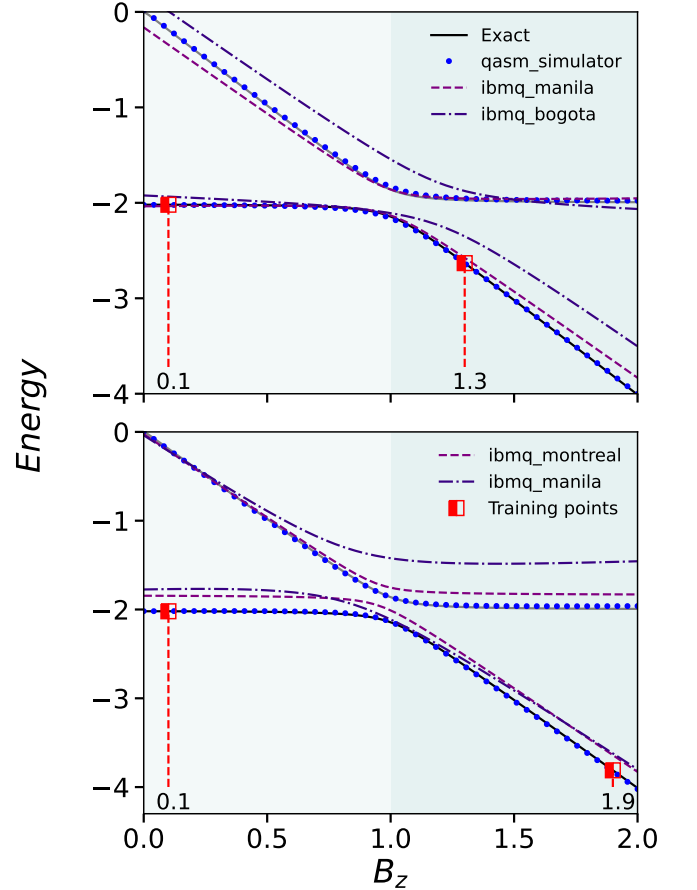 0
−1
−2
−3
−4
Exact
qasm_simulator
ibmq_manila
ibmq_bogota
0.1
1.3
Energy
0
−1
−2
−3
−4
ibmq_montreal
ibmq_manila
Training points
0.1
1.9
0.0
0.5
1.0
1.5
2.0
B_z